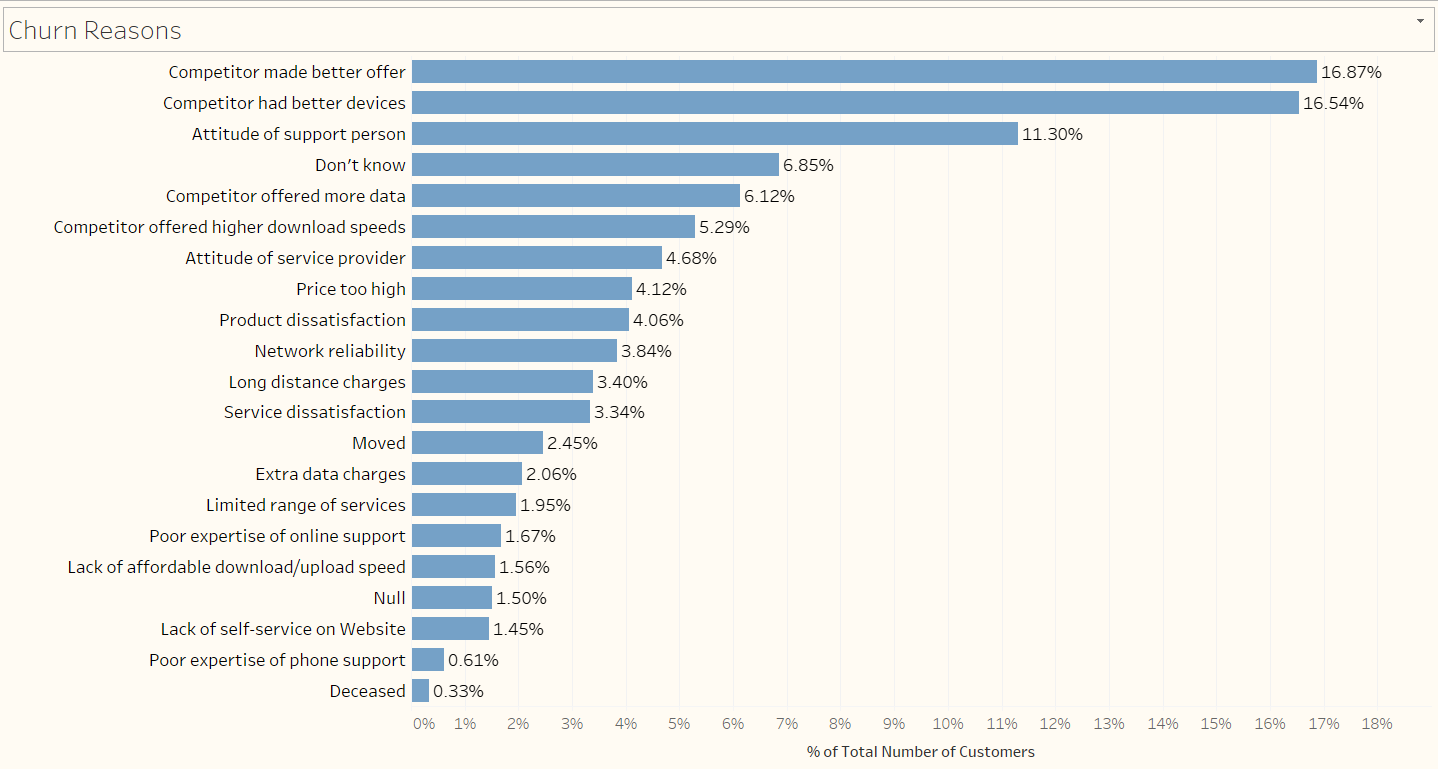 Churn Reasons
Competitor made better offer 16.87%
Competitor had better devices 16.54%
Attitude of support person 11.30%
Don’t know 6.85%
Competitor offered more data 6.12%
Competitor offered higher download speeds 5.29%
Attitude of service provider 4.68%
Price too high 4.12%
Product dissatisfaction 4.06%
Network reliability 3.84%
Long distance charges 3.40%
Service dissatisfaction 3.34%
Moved 2.45%
Extra data charges 2.06%
Limited range of services 1.95%
Poor expertise of online support 1.67%
Lack of affordable download/upload speed 1.56%
Null 1.50%
Lack of self-service on Website 1.45%
Poor expertise of phone support 0.61%
Deceased 0.33%
0% 1% 2% 3% 4% 5% 6% 7% 8% 9% 10% 11% 12% 13% 14% 15% 16% 17% 18%
% of Total Number of Customers